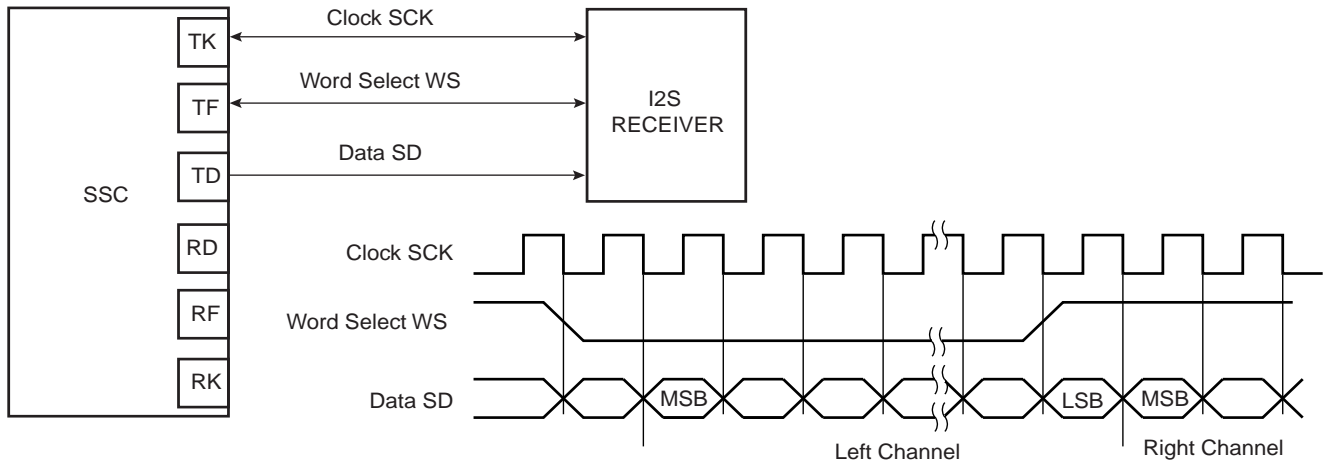 Clock SCK
TK
Word Select WS
TF
I2S
RECEIVER
Data SD
TD
SSC
RD
Clock SCK
RF
Word Select WS
RK
Data SD
MSB
LSB
MSB
Left Channel
Right Channel